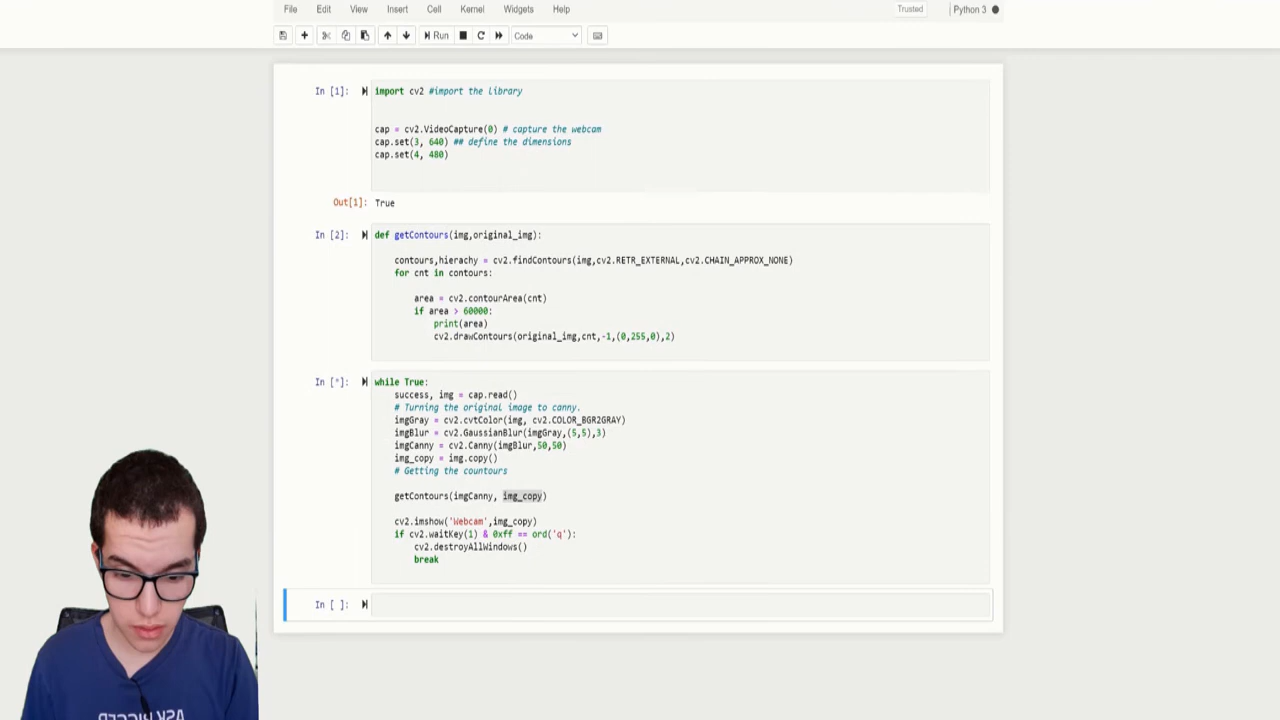 File Edit View Insert Cell Kernel Widgets Help Trusted Python 3
Run Code
In [1]: import cv2 #import the library
cap = cv2.VideoCapture(0) # capture the webcam
cap.set(3, 640) ## define the dimensions
cap.set(4, 480)
Out[1]: True
In [2]: def getContours(img,original_img):
contours,hierachy = cv2.findContours(img,cv2.RETR_EXTERNAL,cv2.CHAIN_APPROX_NONE)
for cnt in contours:
area = cv2.contourArea(cnt)
if area > 60000:
print(area)
cv2.drawContours(original_img,cnt,-1,(0,255,0),2)
In [*]: while True:
success, img = cap.read()
# Turning the original image to canny.
imgGray = cv2.cvtColor(img, cv2.COLOR_BGR2GRAY)
imgBlur = cv2.GaussianBlur(imgGray,(5,5),3)
imgCanny = cv2.Canny(imgBlur,50,50)
img_copy = img.copy()
# Getting the countours
getContours(imgCanny, img_copy)
cv2.imshow('Webcam',img_copy)
if cv2.waitKey(1) & 0xff == ord('q'):
cv2.destroyAllWindows()
break
In [ ]: